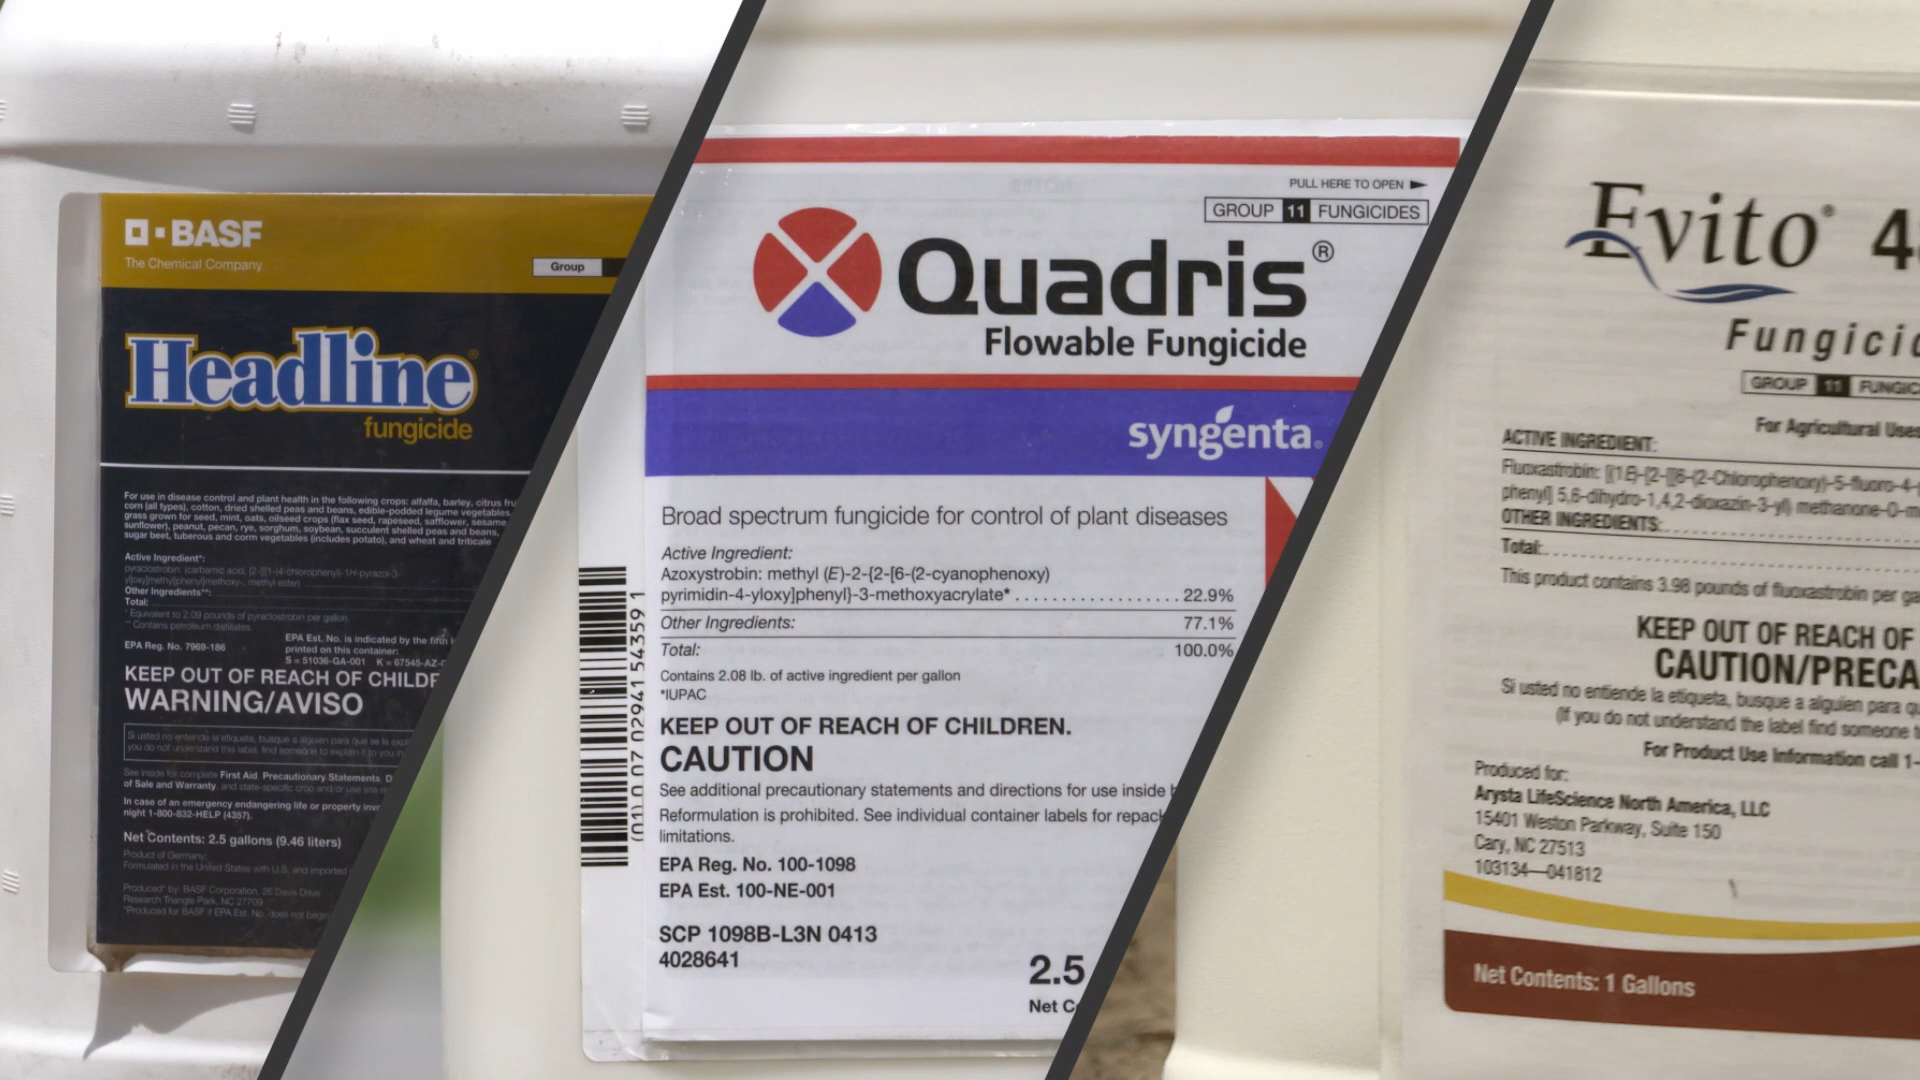 BASF
The Chemical Company
Group
Headline®
fungicide
For use in disease control and plant health in the following crops: alfalfa, barley, citrus fru
corn (all types), cotton, dried shelled peas and beans, edible-podded legume vegetables,
grass grown for seed, mint, oats, oilseed crops (flax seed, rapeseed, safflower, sesame
sunflower), peanut, pecan, rye, sorghum, soybean, succulent shelled peas and beans,
sugar beet, tuberous and corm vegetables (includes potato), and wheat and triticale
Active Ingredient*:
pyraclostrobin: (carbamic acid, [2-[[[1-(4-chlorophenyl)-1H-pyrazol-3-
yl]oxy]methyl]phenyl]methoxy-, methyl ester)
Other Ingredients**:
Total:
* Equivalent to 2.09 pounds of pyraclostrobin per gallon
** Contains petroleum distillates
EPA Reg. No. 7969-186
EPA Est. No. is indicated by the fifth
printed on this container:
S = 51036-GA-001 K = 67545-AZ-
KEEP OUT OF REACH OF CHILD
WARNING/AVISO
Si usted no entiende la etiqueta, busque a alguien para que se la
you do not understand this label, find someone to explain it to you in
See inside for complete First Aid, Precautionary Statements, D
of Sale and Warranty, and state-specific crop and/or use site
In case of an emergency endangering life or property inv
night 1-800-832-HELP (4357).
Net Contents: 2.5 gallons (9.46 liters)
Product of Germany;
Formulated in the United States with U.S. and imported
Produced* by: BASF Corporation, 26 Davis Drive
Research Triangle Park, NC 27709
*Produced for BASF if EPA Est. No. does not begin
PULL HERE TO OPEN
GROUP 11 FUNGICIDES
Quadris®
Flowable Fungicide
syngenta®
Broad spectrum fungicide for control of plant diseases
Active Ingredient:
Azoxystrobin: methyl (E)-2-{2-[6-(2-cyanophenoxy)
pyrimidin-4-yloxy]phenyl}-3-methoxyacrylate* . . . . . . . . . . . . . . . . 22.9%
Other Ingredients: 77.1%
Total: 100.0%
Contains 2.08 lb. of active ingredient per gallon
*IUPAC
KEEP OUT OF REACH OF CHILDREN.
CAUTION
See additional precautionary statements and directions for use inside
Reformulation is prohibited. See individual container labels for repac
limitations.
EPA Reg. No. 100-1098
EPA Est. 100-NE-001
SCP 1098B-L3N 0413
4028641
2.5
Net C
(01) 0 07 02941 54359 1
Evito® 4
Fungici
GROUP 11 FUNGIC
For Agricultural Uses
ACTIVE INGREDIENT:
Fluoxastrobin: [(1E)-[2-[[6-(2-Chlorophenoxy)-5-fluoro-4-
phenyl] 5,6-dihydro-1,4,2-dioxazin-3-yl) methanone-O-m
OTHER INGREDIENTS:
Total:
This product contains 3.98 pounds of fluoxastrobin per ga
KEEP OUT OF REACH OF
CAUTION/PRECA
Si usted no entiende la etiqueta, busque a alguien para qu
(If you do not understand the label find someone t
For Product Use Information call 1-
Produced for:
Arysta LifeScience North America, LLC
15401 Weston Parkway, Suite 150
Cary, NC 27513
103134—041812
Net Contents: 1 Gallons